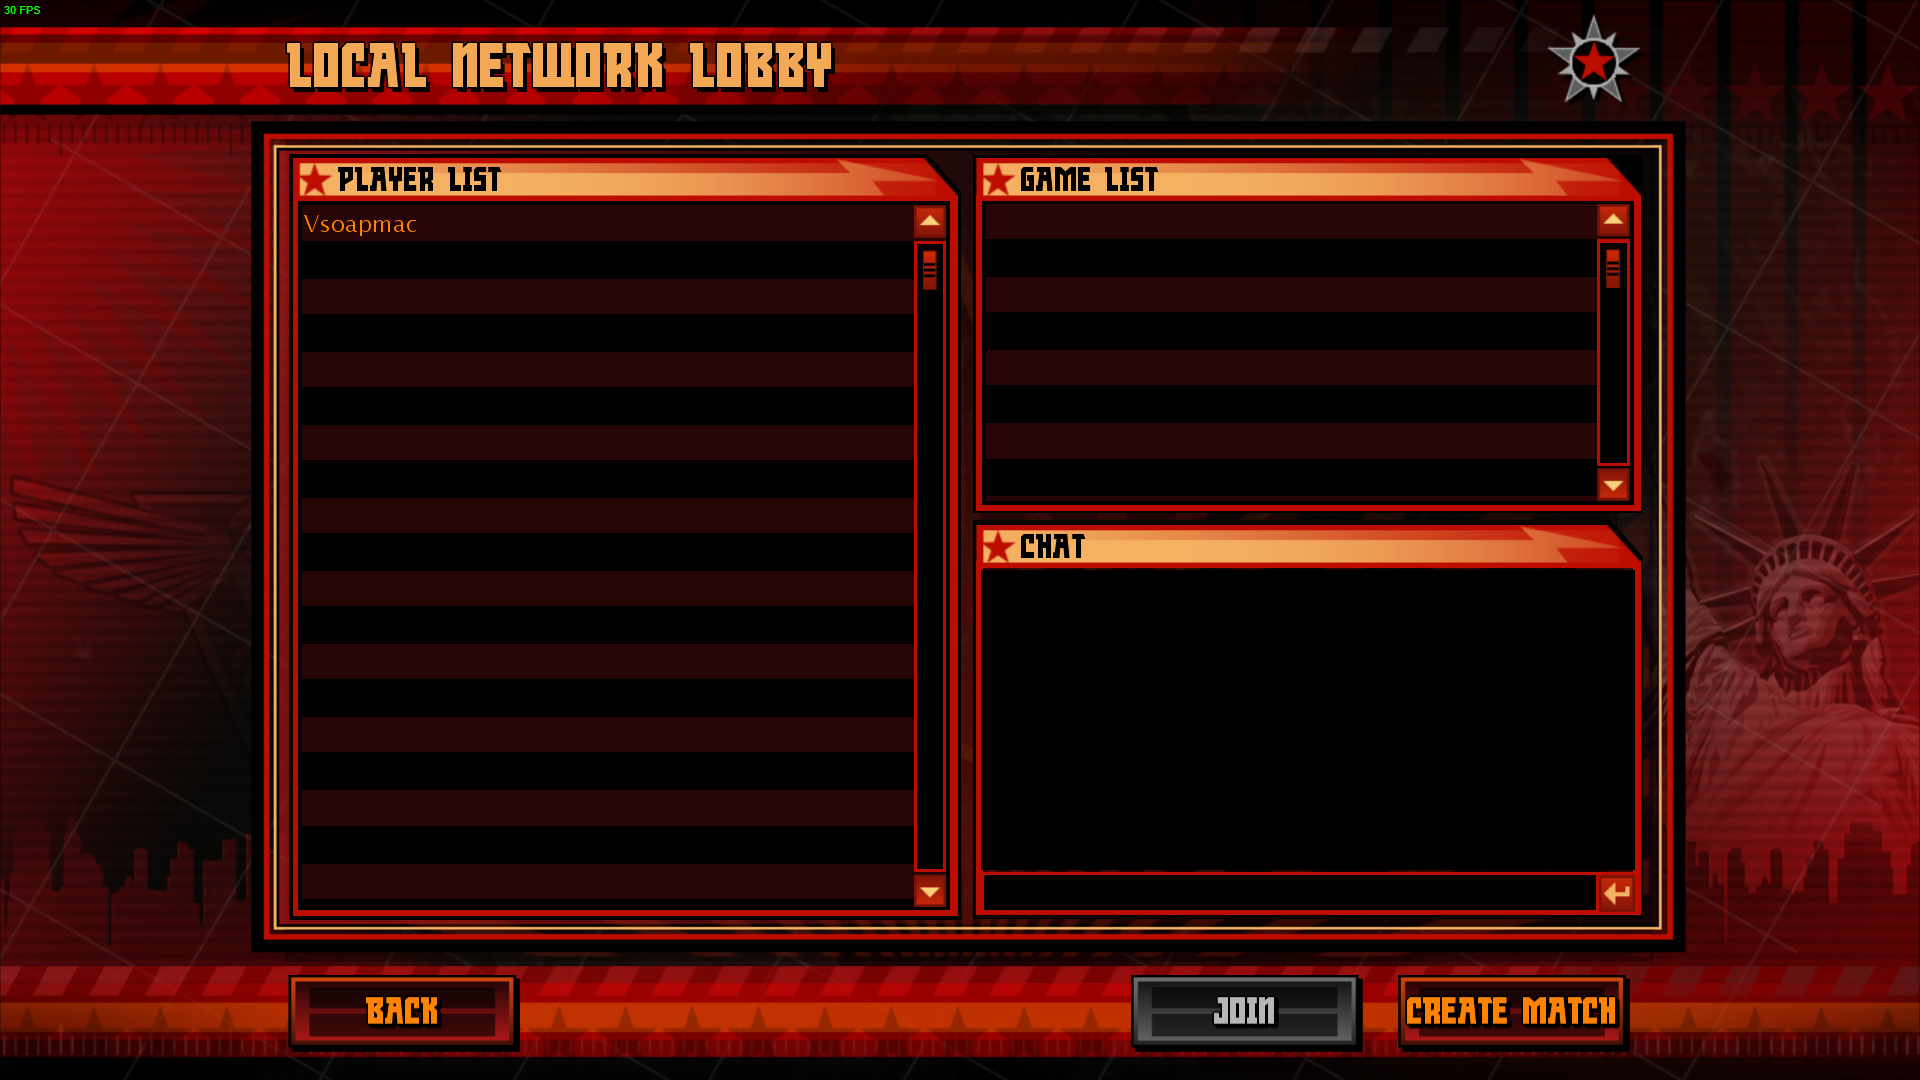 30 FPS
LOCAL NETWORK LOBBY
PLAYER LIST
Vsoapmac
GAME LIST
CHAT
BACK
JOIN
CREATE MATCH